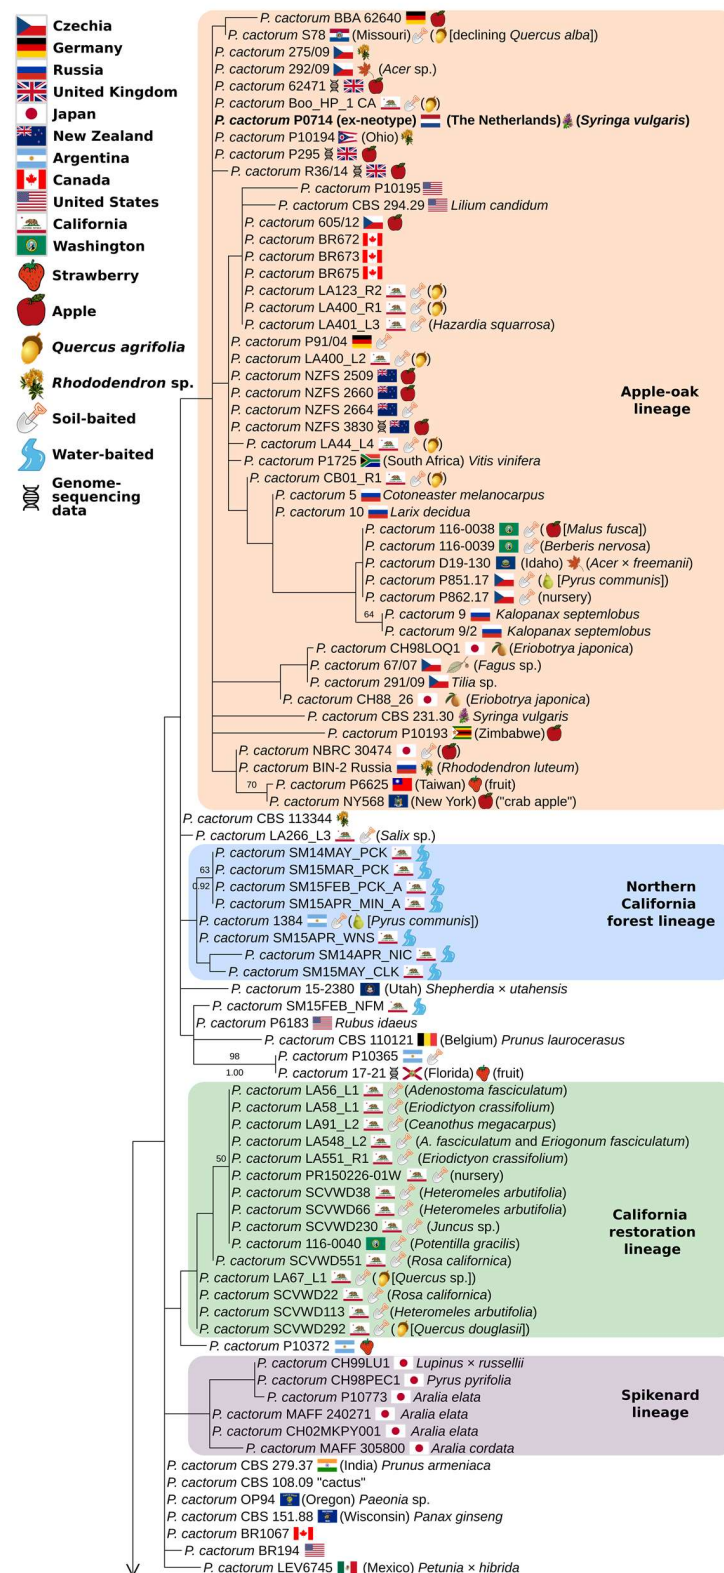 Czechia
Germany
Russia
United Kingdom
Japan
New Zealand
Argentina
Canada
United States
California
Washington
Strawberry
Apple
Quercus agrifolia
Rhododendron sp.
Soil-baited
Water-baited
Genome-
sequencing
data
P. cactorum BBA 62640
P. cactorum S78 (Missouri) ( [declining Quercus alba])
P. cactorum 275/09
P. cactorum 292/09 (Acer sp.)
P. cactorum 62471
P. cactorum Boo_HP_1 CA ( )
P. cactorum P0714 (ex-neotype) (The Netherlands) (Syringa vulgaris)
P. cactorum P10194 (Ohio)
P. cactorum P295
P. cactorum R36/14
P. cactorum P10195
P. cactorum CBS 294.29 Lilium candidum
P. cactorum 605/12
P. cactorum BR672
P. cactorum BR673
P. cactorum BR675
P. cactorum LA123_R2 ( )
P. cactorum LA400_R1 ( )
P. cactorum LA401_L3 (Hazardia squarrosa)
P. cactorum P91/04
P. cactorum LA400_L2 ( )
P. cactorum NZFS 2509
P. cactorum NZFS 2660
P. cactorum NZFS 2664
P. cactorum NZFS 3830
Apple-oak
lineage
P. cactorum LA44_L4 ( )
P. cactorum P1725 (South Africa) Vitis vinifera
P. cactorum CB01_R1 ( )
P. cactorum 5 Cotoneaster melanocarpus
P. cactorum 10 Larix decidua
P. cactorum 116-0038 ( [Malus fusca])
P. cactorum 116-0039 (Berberis nervosa)
P. cactorum D19-130 (Idaho) (Acer × freemanii)
P. cactorum P851.17 ( [Pyrus communis])
P. cactorum P862.17 (nursery)
64
P. cactorum 9 Kalopanax septemlobus
P. cactorum 9/2 Kalopanax septemlobus
P. cactorum CH98LOQ1 (Eriobotrya japonica)
P. cactorum 67/07 (Fagus sp.)
P. cactorum 291/09 Tilia sp.
P. cactorum CH88_26 (Eriobotrya japonica)
P. cactorum CBS 231.30 Syringa vulgaris
P. cactorum P10193 (Zimbabwe)
P. cactorum NBRC 30474 ( )
P. cactorum BIN-2 Russia (Rhododendron luteum)
70
P. cactorum P6625 (Taiwan) (fruit)
P. cactorum NY568 (New York) ("crab apple")
P. cactorum CBS 113344
P. cactorum LA266_L3 (Salix sp.)
P. cactorum SM14MAY_PCK
63
P. cactorum SM15MAR_PCK
0.92
P. cactorum SM15FEB_PCK_A
P. cactorum SM15APR_MIN_A
Northern
California
forest lineage
P. cactorum 1384 ( [Pyrus communis])
P. cactorum SM15APR_WNS
P. cactorum SM14APR_NIC
P. cactorum SM15MAY_CLK
P. cactorum 15-2380 (Utah) Shepherdia × utahensis
P. cactorum SM15FEB_NFM
P. cactorum P6183 Rubus idaeus
P. cactorum CBS 110121 (Belgium) Prunus laurocerasus
98
P. cactorum P10365
1.00
P. cactorum 17-21 (Florida) (fruit)
P. cactorum LA56_L1 (Adenostoma fasciculatum)
P. cactorum LA58_L1 (Eriodictyon crassifolium)
P. cactorum LA91_L2 (Ceanothus megacarpus)
P. cactorum LA548_L2 (A. fasciculatum and Eriogonum fasciculatum)
50
P. cactorum LA551_R1 (Eriodictyon crassifolium)
P. cactorum PR150226-01W (nursery)
P. cactorum SCVWD38 (Heteromeles arbutifolia)
P. cactorum SCVWD66 (Heteromeles arbutifolia)
P. cactorum SCVWD230 (Juncus sp.)
P. cactorum 116-0040 (Potentilla gracilis)
P. cactorum SCVWD551 (Rosa californica)
California
restoration
lineage
P. cactorum LA67_L1 ( [Quercus sp.])
P. cactorum SCVWD22 (Rosa californica)
P. cactorum SCVWD113 (Heteromeles arbutifolia)
P. cactorum SCVWD292 ( [Quercus douglasii])
P. cactorum P10372
P. cactorum CH99LU1 Lupinus × russellii
P. cactorum CH98PEC1 Pyrus pyrifolia
P. cactorum P10773 Aralia elata
Spikenard
lineage
P. cactorum MAFF 240271 Aralia elata
P. cactorum CH02MKPY001 Aralia elata
P. cactorum MAFF 305800 Aralia cordata
P. cactorum CBS 279.37 (India) Prunus armeniaca
P. cactorum CBS 108.09 "cactus"
P. cactorum OP94 (Oregon) Paeonia sp.
P. cactorum CBS 151.88 (Wisconsin) Panax ginseng
P. cactorum BR1067
P. cactorum BR194
P. cactorum LEV6745 (Mexico) Petunia × hibrida